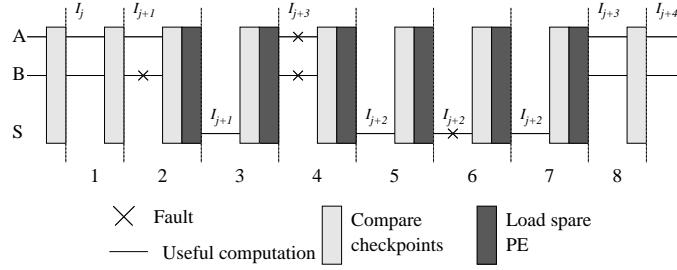 I_j I_{j+1} I_{j+3} I_{j+3} I_{j+4}
A
B
I_{j+1} I_{j+2} I_{j+2} I_{j+2}
S
1 2 3 4 5 6 7 8
Fault
Useful computation
Compare
checkpoints
Load spare
PE